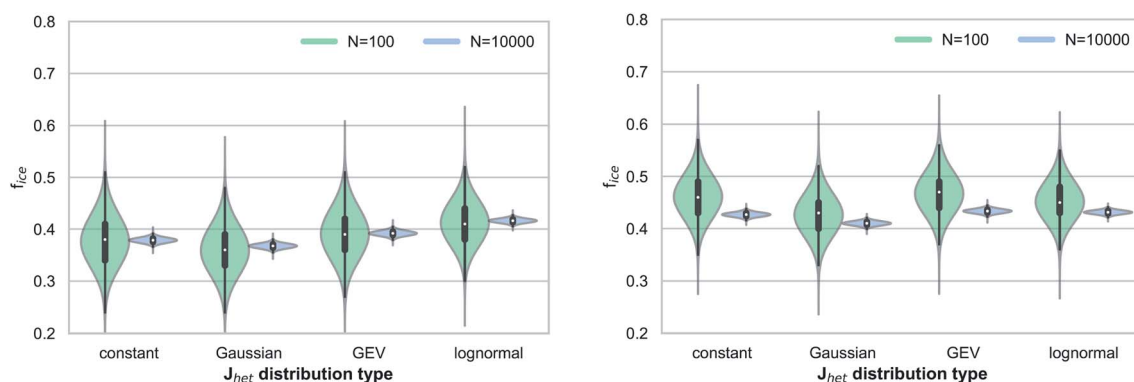 0.8
N=100 N=10000
0.7
0.6
0.5
f_ice
0.4
0.3
0.2
constant Gaussian GEV lognormal
J_het distribution type
0.8
N=100 N=10000
0.7
0.6
0.5
f_ice
0.4
0.3
0.2
constant Gaussian GEV lognormal
J_het distribution type